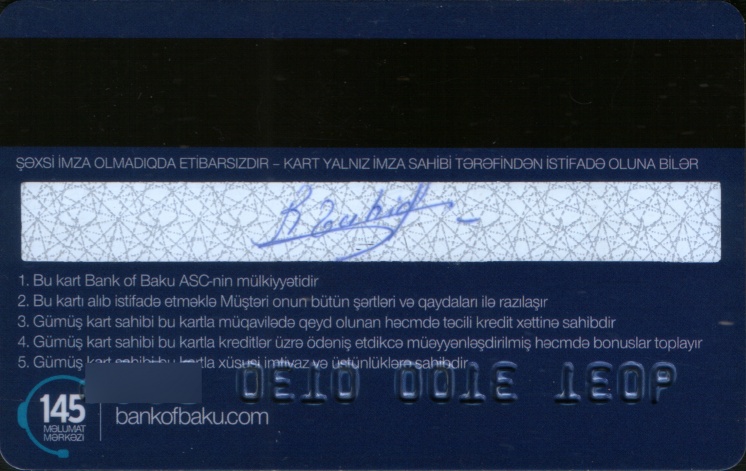 ŞƏXSİ İMZA OLMADIQDA ETİBARSIZDIR – KART YALNIZ İMZA SAHİBİ TƏRƏFİNDƏN İSTİFADƏ OLUNA BİLƏR
1. Bu kart Bank of Baku ASC-nin mülkiyyətidir
2. Bu kartı alıb istifadə etməklə Müştəri onun bütün şərtləri və qaydaları ilə razılaşır
3. Gümüş kart sahibi bu kartla müqavilədə qeyd olunan həcmdə təcili kredit xəttinə sahibdir
4. Gümüş kart sahibi bu kartla kreditlər üzrə ödəniş etdikcə müəyyənləşdirilmiş həcmdə bonuslar toplayır
5. Gümüş kart sahibi bu kartla xüsusi imtiyaz və üstünlüklərə sahibdir
145
MƏLUMAT
MƏRKƏZİ
bankofbaku.com